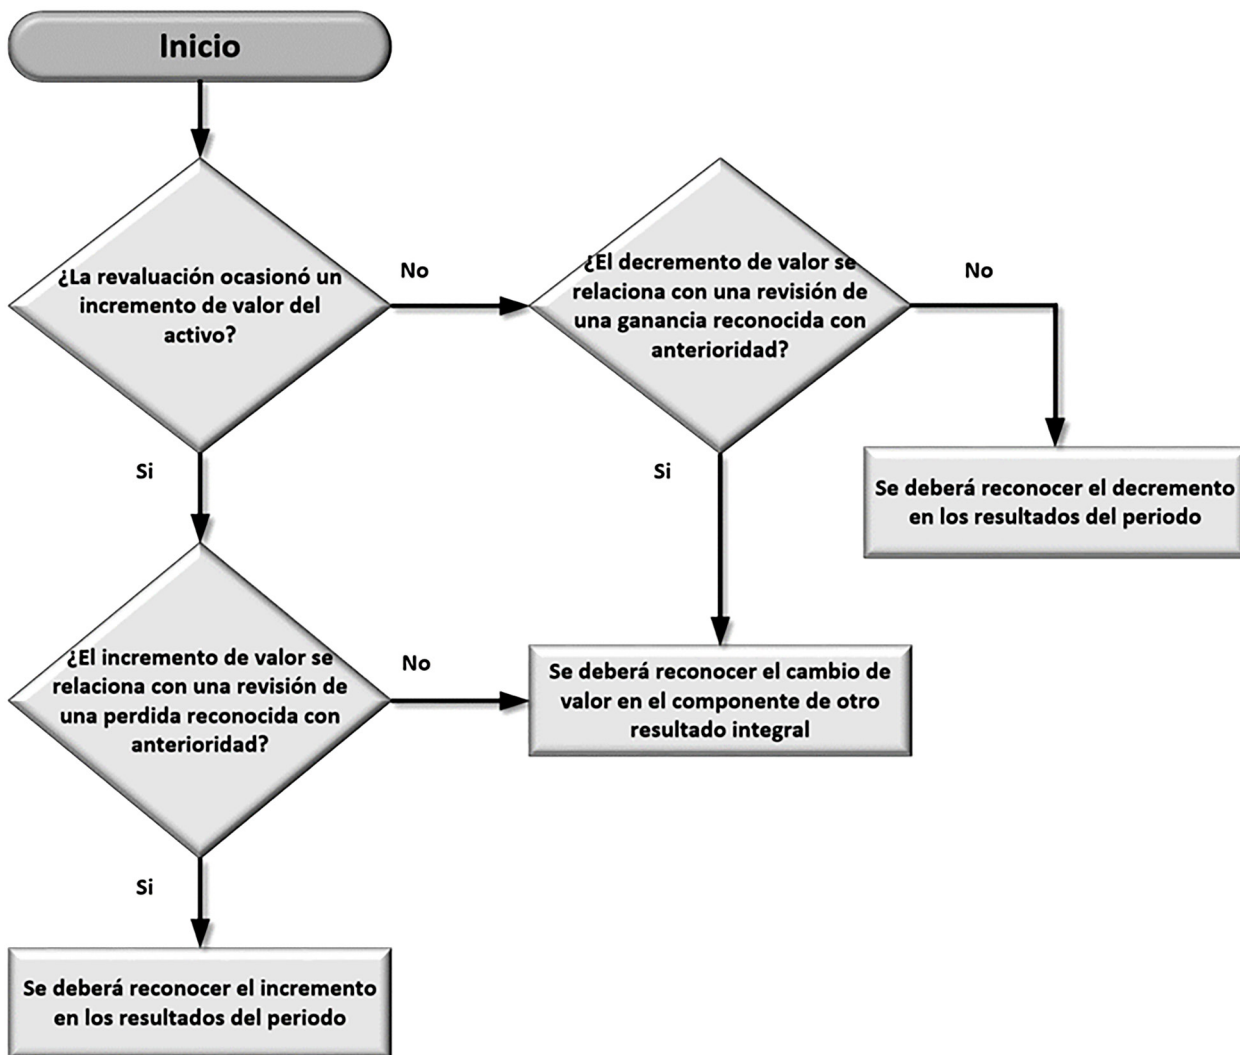 Inicio
¿La revaluación ocasionó un
incremento de valor del
activo?
No
¿El decremento de valor se
relaciona con una revisión de
una ganancia reconocida con
anterioridad?
No
Si
Si
Se deberá reconocer el decremento
en los resultados del periodo
¿El incremento de valor se
relaciona con una revisión de
una perdida reconocida con
anterioridad?
No
Se deberá reconocer el cambio de
valor en el componente de otro
resultado integral
Si
Se deberá reconocer el incremento
en los resultados del periodo